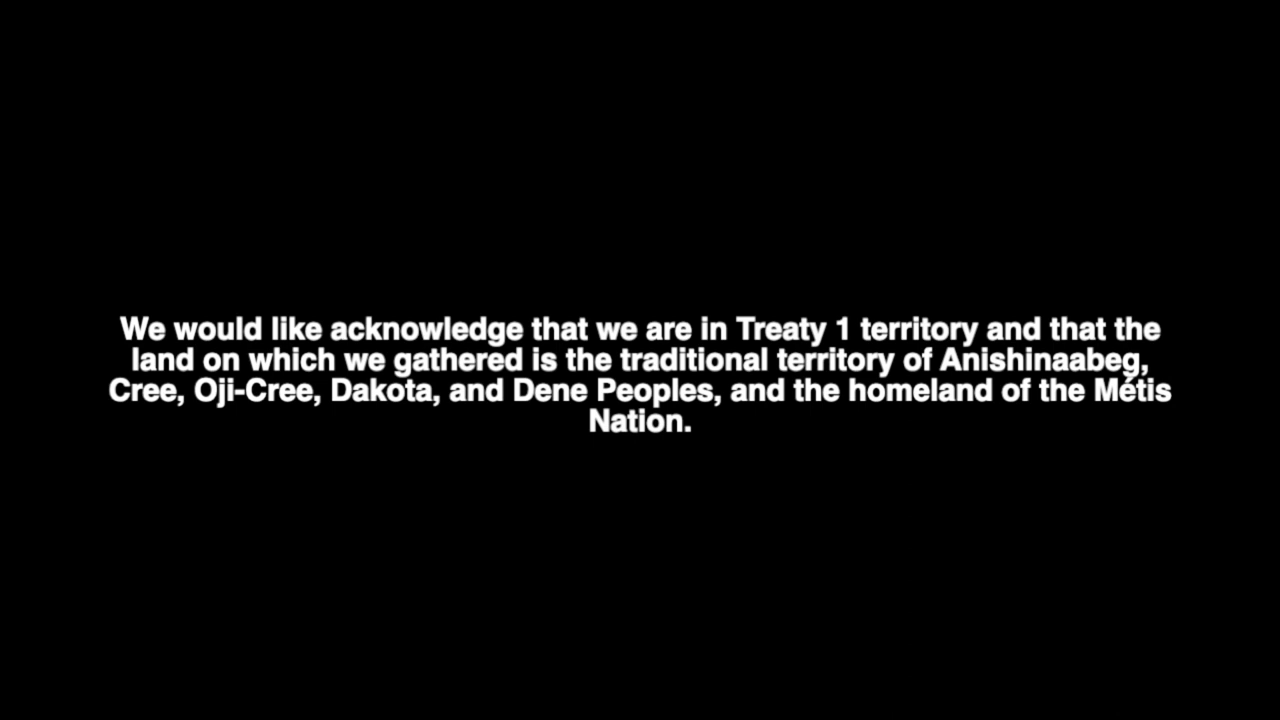 We would like acknowledge that we are in Treaty 1 territory and that the
land on which we gathered is the traditional territory of Anishinaabeg,
Cree, Oji-Cree, Dakota, and Dene Peoples, and the homeland of the Métis
Nation.